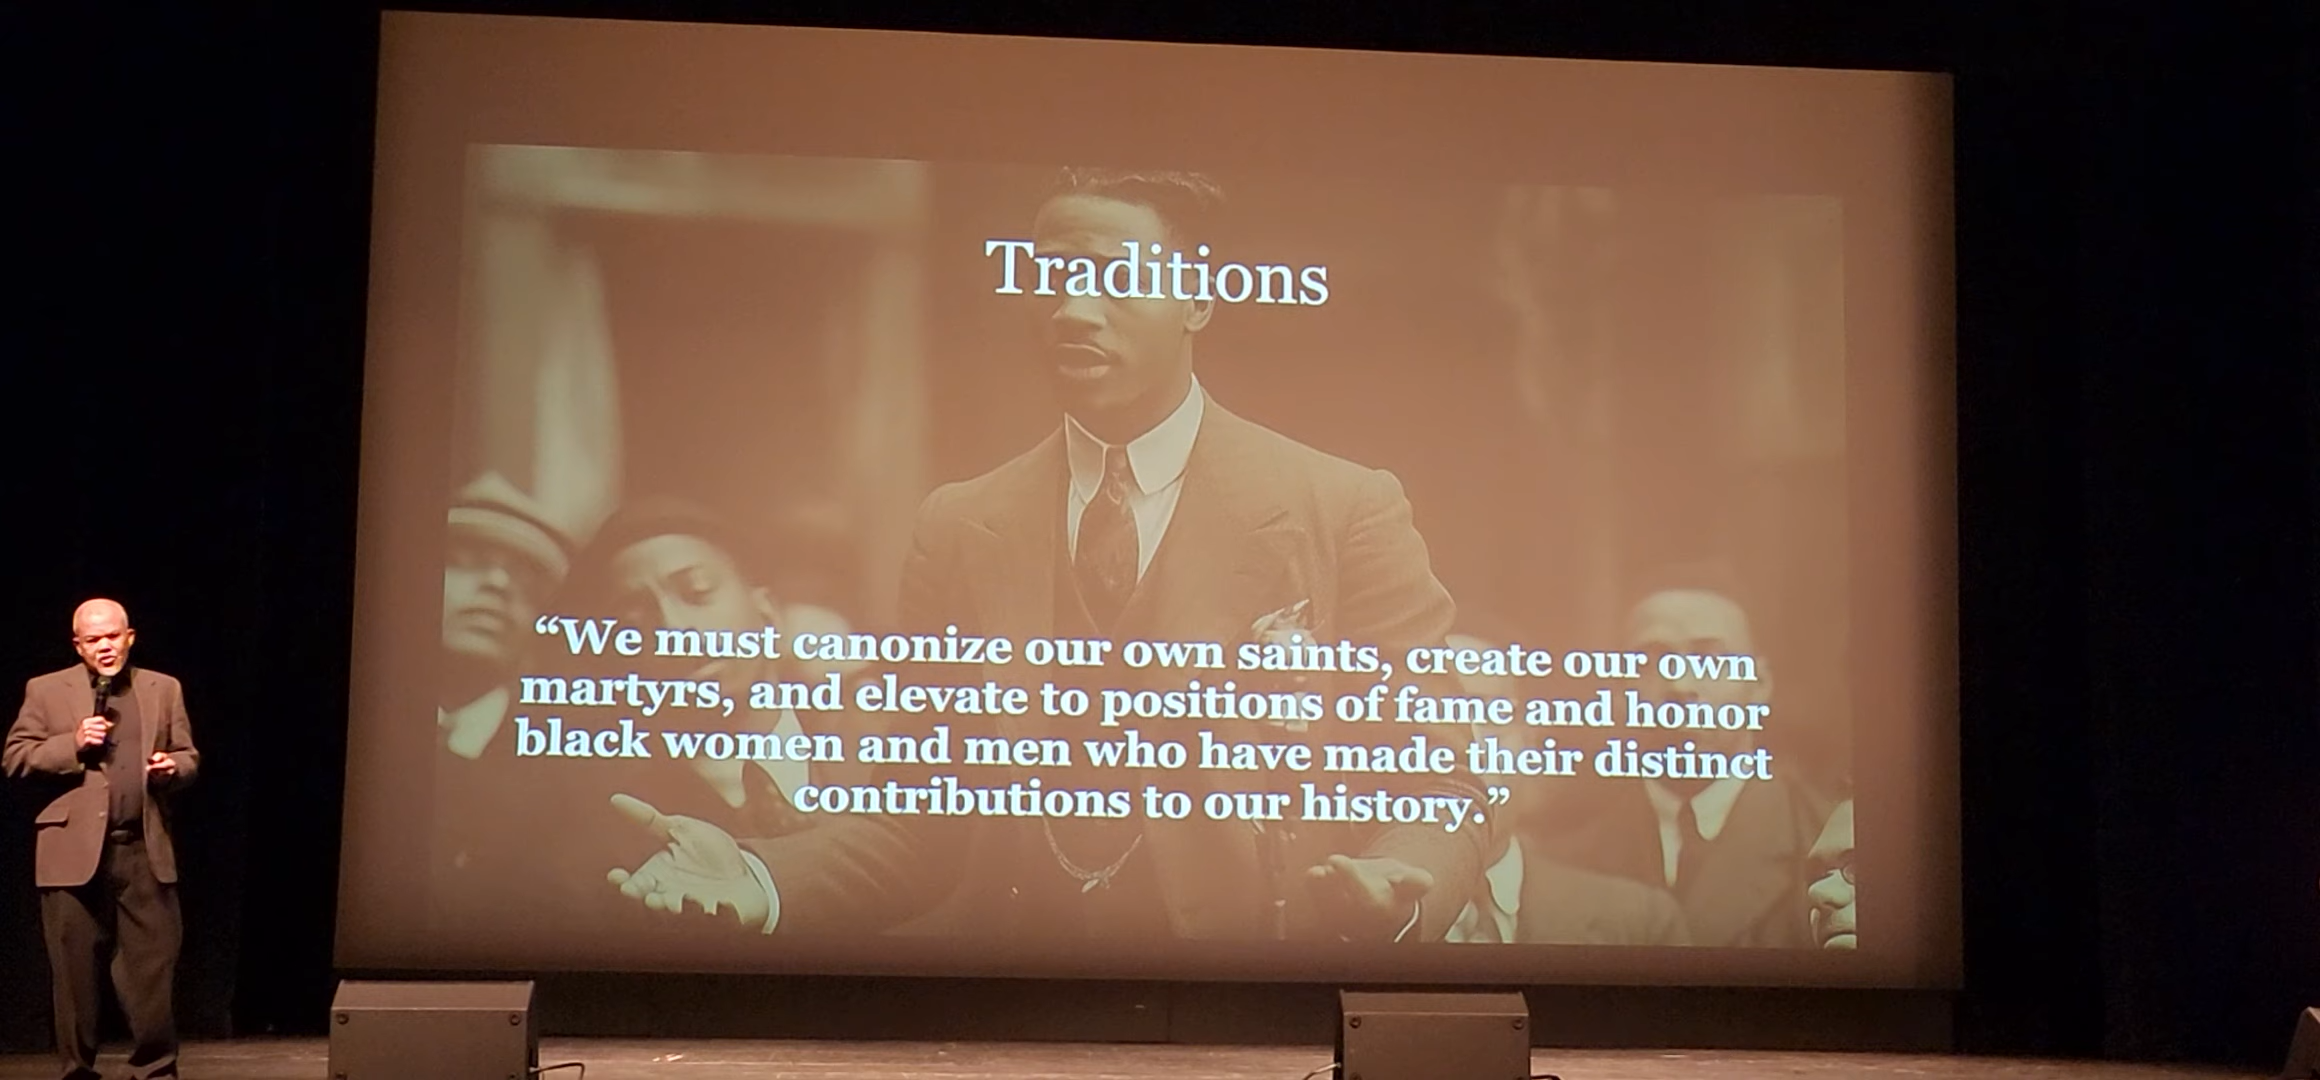 Traditions
“We must canonize our own saints, create our own
martyrs, and elevate to positions of fame and honor
black women and men who have made their distinct
contributions to our history.”